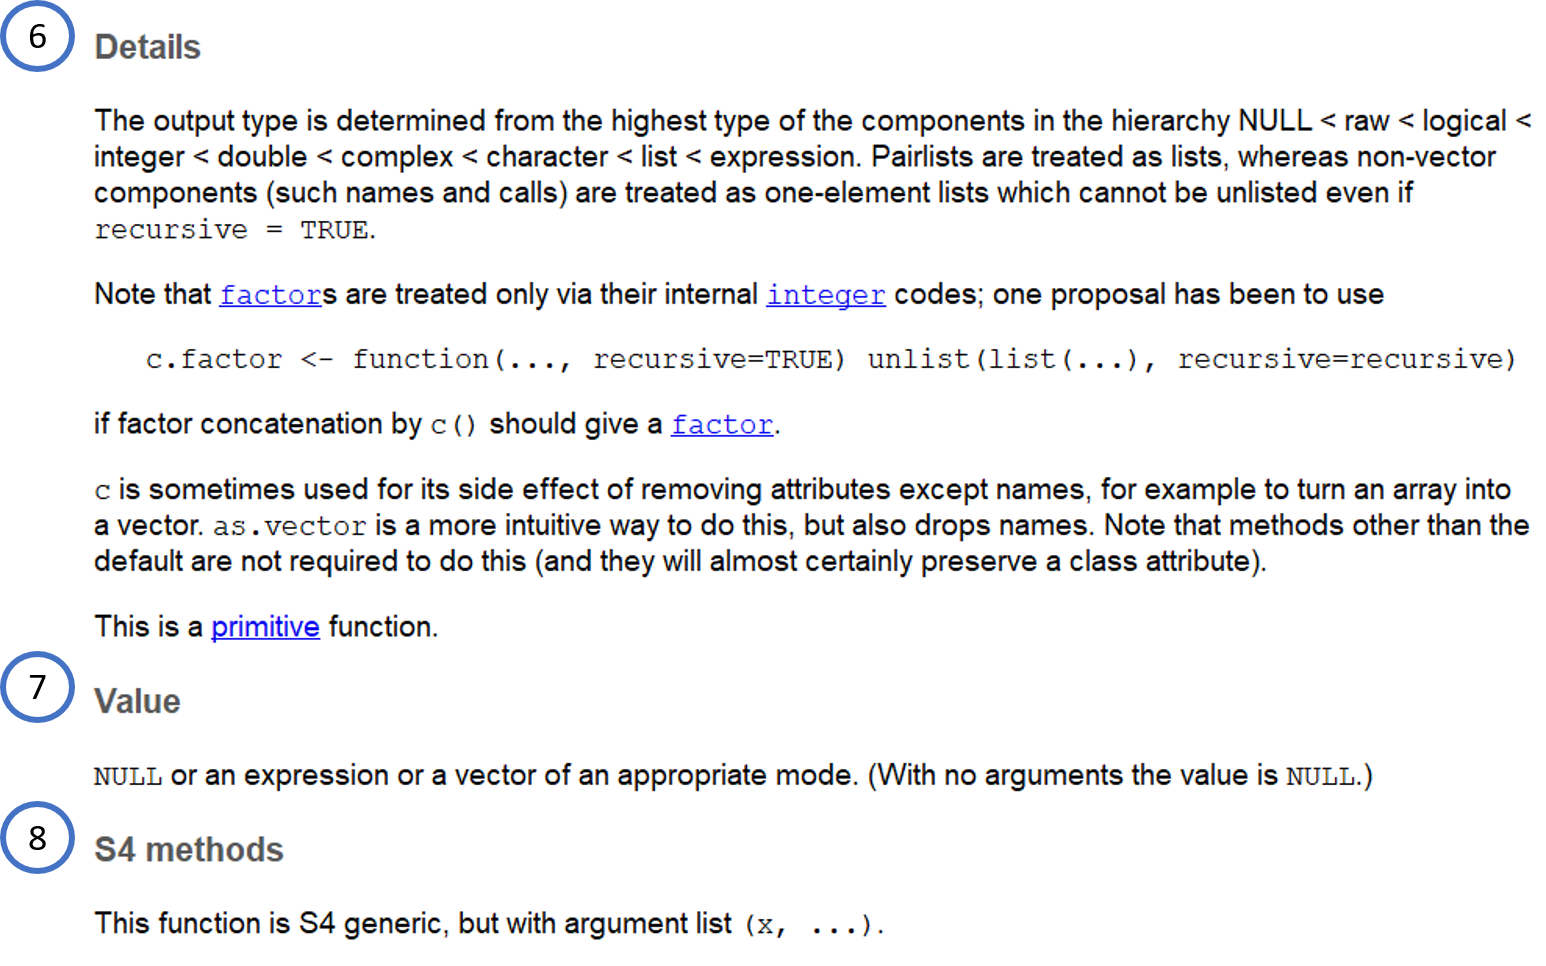 6
Details
The output type is determined from the highest type of the components in the hierarchy NULL < raw < logical <
integer < double < complex < character < list < expression. Pairlists are treated as lists, whereas non-vector
components (such names and calls) are treated as one-element lists which cannot be unlisted even if
recursive = TRUE.
Note that factors are treated only via their internal integer codes; one proposal has been to use
c.factor <- function(..., recursive=TRUE) unlist(list(...), recursive=recursive)
if factor concatenation by c() should give a factor.
c is sometimes used for its side effect of removing attributes except names, for example to turn an array into
a vector. as.vector is a more intuitive way to do this, but also drops names. Note that methods other than the
default are not required to do this (and they will almost certainly preserve a class attribute).
This is a primitive function.
7
Value
NULL or an expression or a vector of an appropriate mode. (With no arguments the value is NULL.)
8
S4 methods
This function is S4 generic, but with argument list (x, ...).